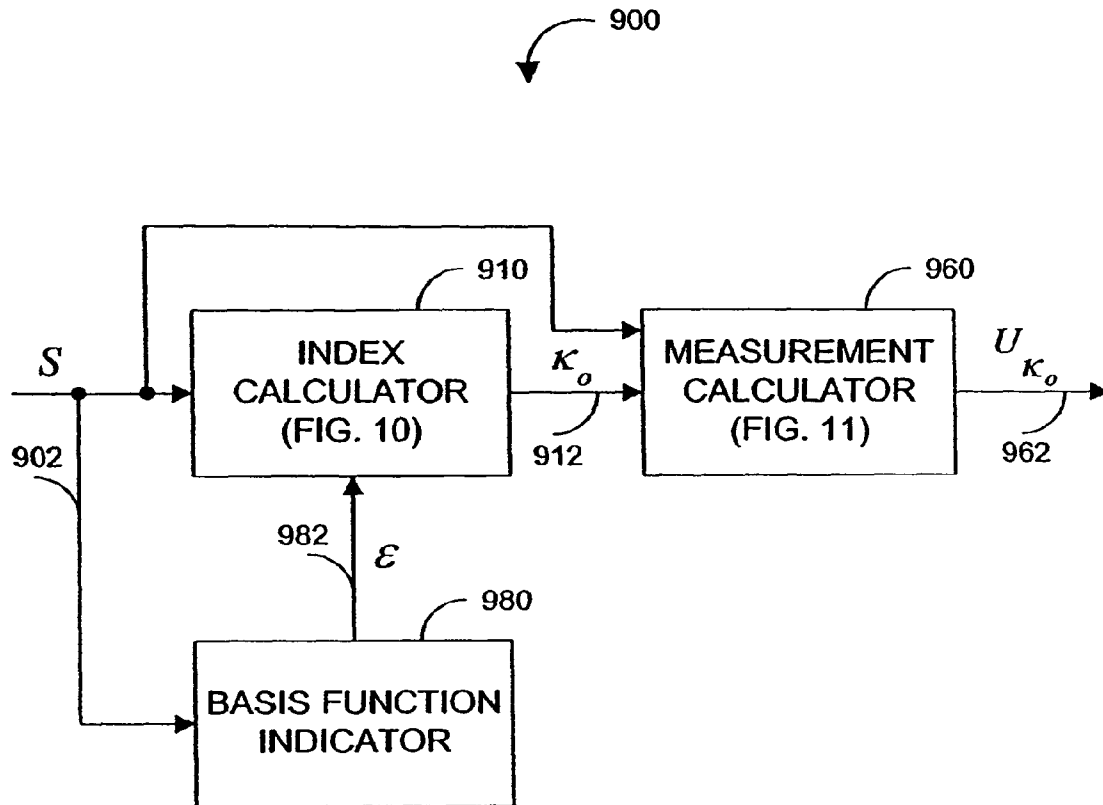 900
910
960
S
INDEX
CALCULATOR
(FIG. 10)
κₒ
912
MEASUREMENT
CALCULATOR
(FIG. 11)
U κₒ
962
902
982
ε
980
BASIS FUNCTION
INDICATOR